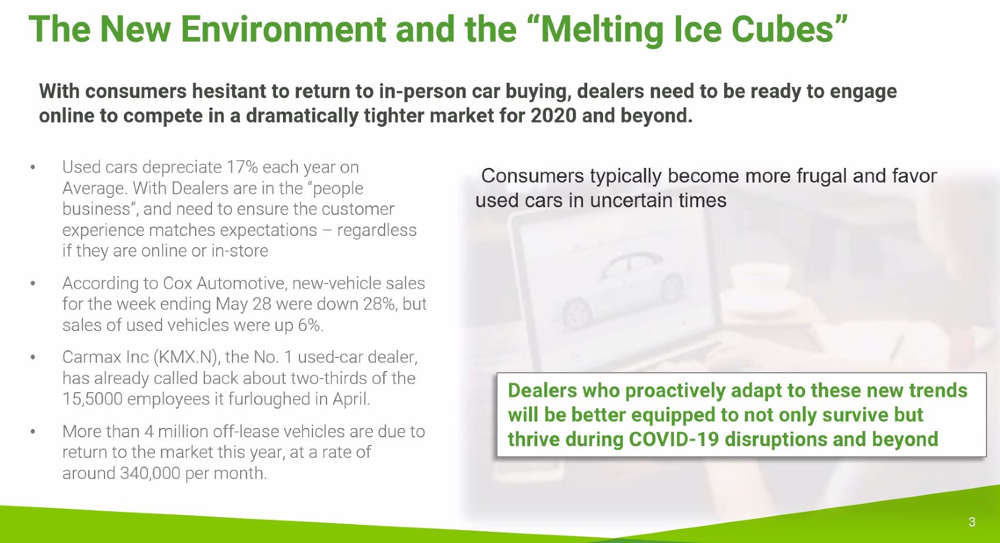 The New Environment and the “Melting Ice Cubes”
With consumers hesitant to return to in-person car buying, dealers need to be ready to engage
online to compete in a dramatically tighter market for 2020 and beyond.
• Used cars depreciate 17% each year on
Average. With Dealers are in the “people
business”, and need to ensure the customer
experience matches expectations – regardless
if they are online or in-store
• According to Cox Automotive, new-vehicle sales
for the week ending May 28 were down 28%, but
sales of used vehicles were up 6%.
• Carmax Inc (KMX.N), the No. 1 used-car dealer,
has already called back about two-thirds of the
15,5000 employees it furloughed in April.
• More than 4 million off-lease vehicles are due to
return to the market this year, at a rate of
around 340,000 per month.
Consumers typically become more frugal and favor
used cars in uncertain times
Dealers who proactively adapt to these new trends
will be better equipped to not only survive but
thrive during COVID-19 disruptions and beyond
3